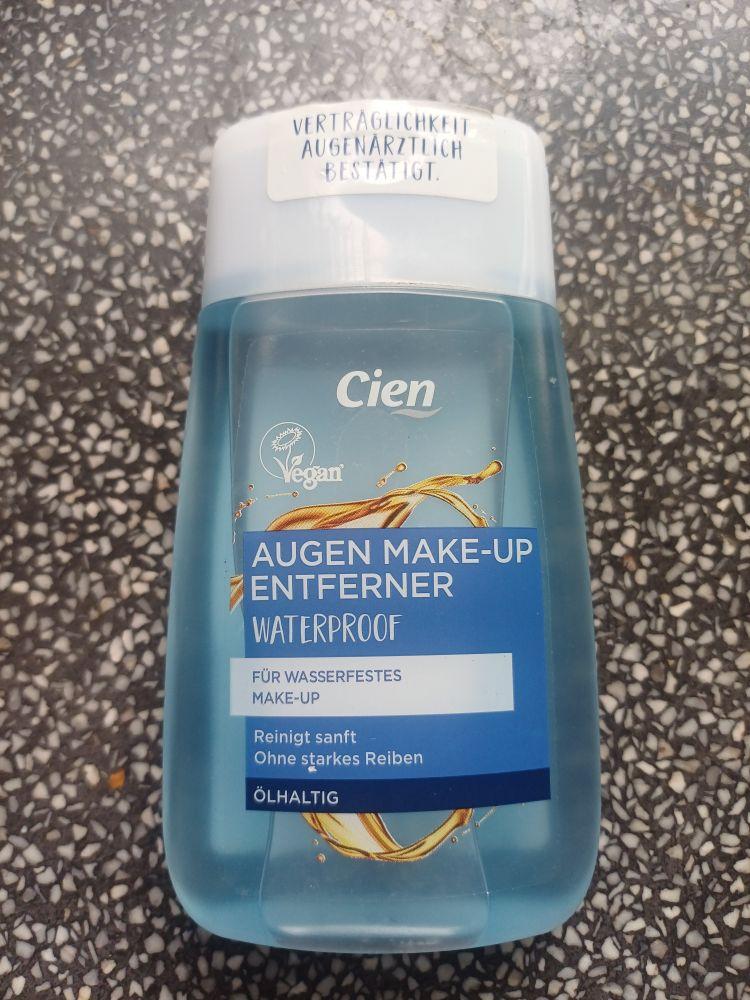 VERTRÄGLICHKEIT
AUGENÄRZTLICH
BESTÄTIGT.
Cien
Vegan
AUGEN MAKE-UP
ENTFERNER
WATERPROOF
FÜR WASSERFESTES
MAKE-UP
Reinigt sanft
Ohne starkes Reiben
ÖLHALTIG